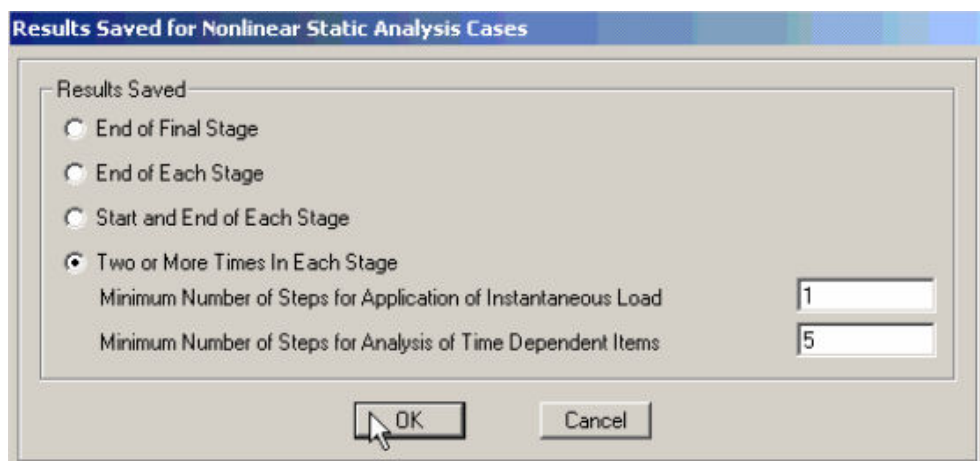 Results Saved for Nonlinear Static Analysis Cases
Results Saved
End of Final Stage
End of Each Stage
Start and End of Each Stage
Two or More Times In Each Stage
Minimum Number of Steps for Application of Instantaneous Load 1
Minimum Number of Steps for Analysis of Time Dependent Items 5
OK Cancel